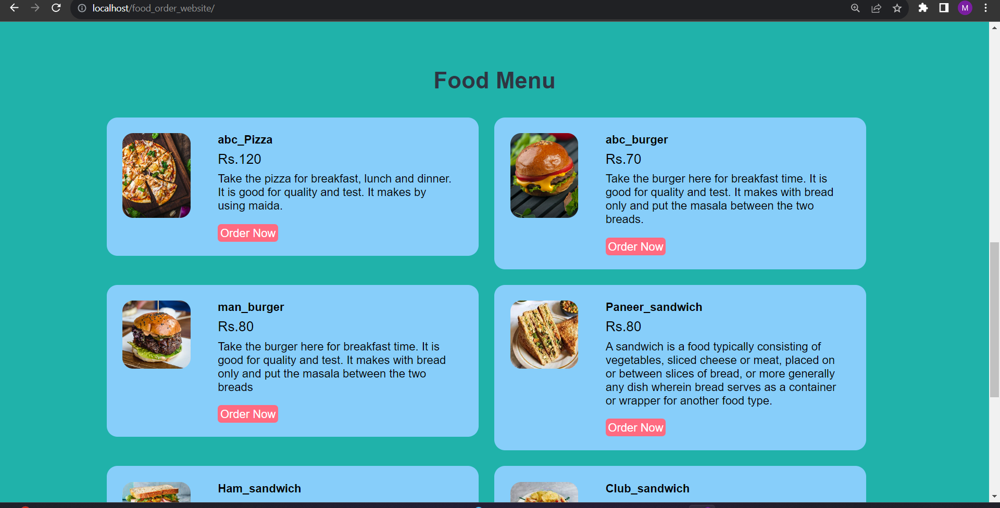 localhost/food_order_website/
M
Food Menu
abc_Pizza
Rs.120
Take the pizza for breakfast, lunch and dinner.
It is good for quality and test. It makes by
using maida.
Order Now
abc_burger
Rs.70
Take the burger here for breakfast time. It is
good for quality and test. It makes with bread
only and put the masala between the two
breads.
Order Now
man_burger
Rs.80
Take the burger here for breakfast time. It is
good for quality and test. It makes with bread
only and put the masala between the two
breads
Order Now
Paneer_sandwich
Rs.80
A sandwich is a food typically consisting of
vegetables, sliced cheese or meat, placed on
or between slices of bread, or more generally
any dish wherein bread serves as a container
or wrapper for another food type.
Order Now
Ham_sandwich
Club_sandwich